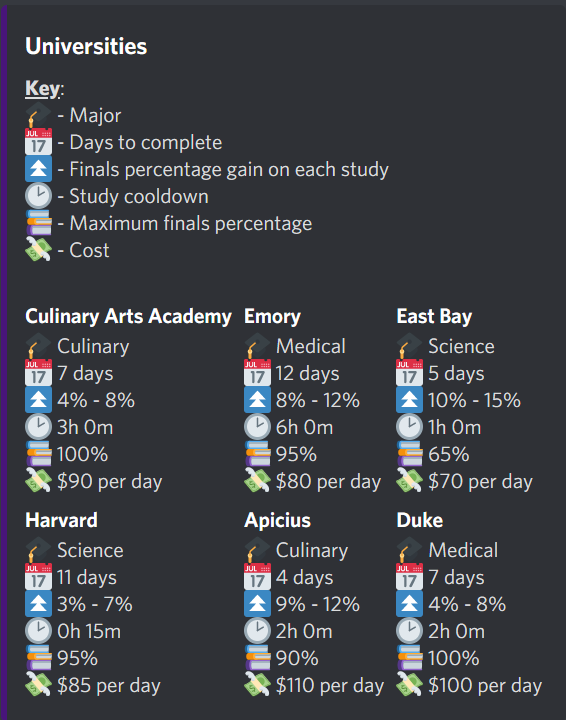 Universities
Key:
- Major
- Days to complete
- Finals percentage gain on each study
- Study cooldown
- Maximum finals percentage
- Cost
Culinary Arts Academy
Culinary
7 days
4% - 8%
3h 0m
100%
$90 per day
Emory
Medical
12 days
8% - 12%
6h 0m
95%
$80 per day
East Bay
Science
5 days
10% - 15%
1h 0m
65%
$70 per day
Harvard
Science
11 days
3% - 7%
0h 15m
95%
$85 per day
Apicius
Culinary
4 days
9% - 12%
2h 0m
90%
$110 per day
Duke
Medical
7 days
4% - 8%
2h 0m
100%
$100 per day